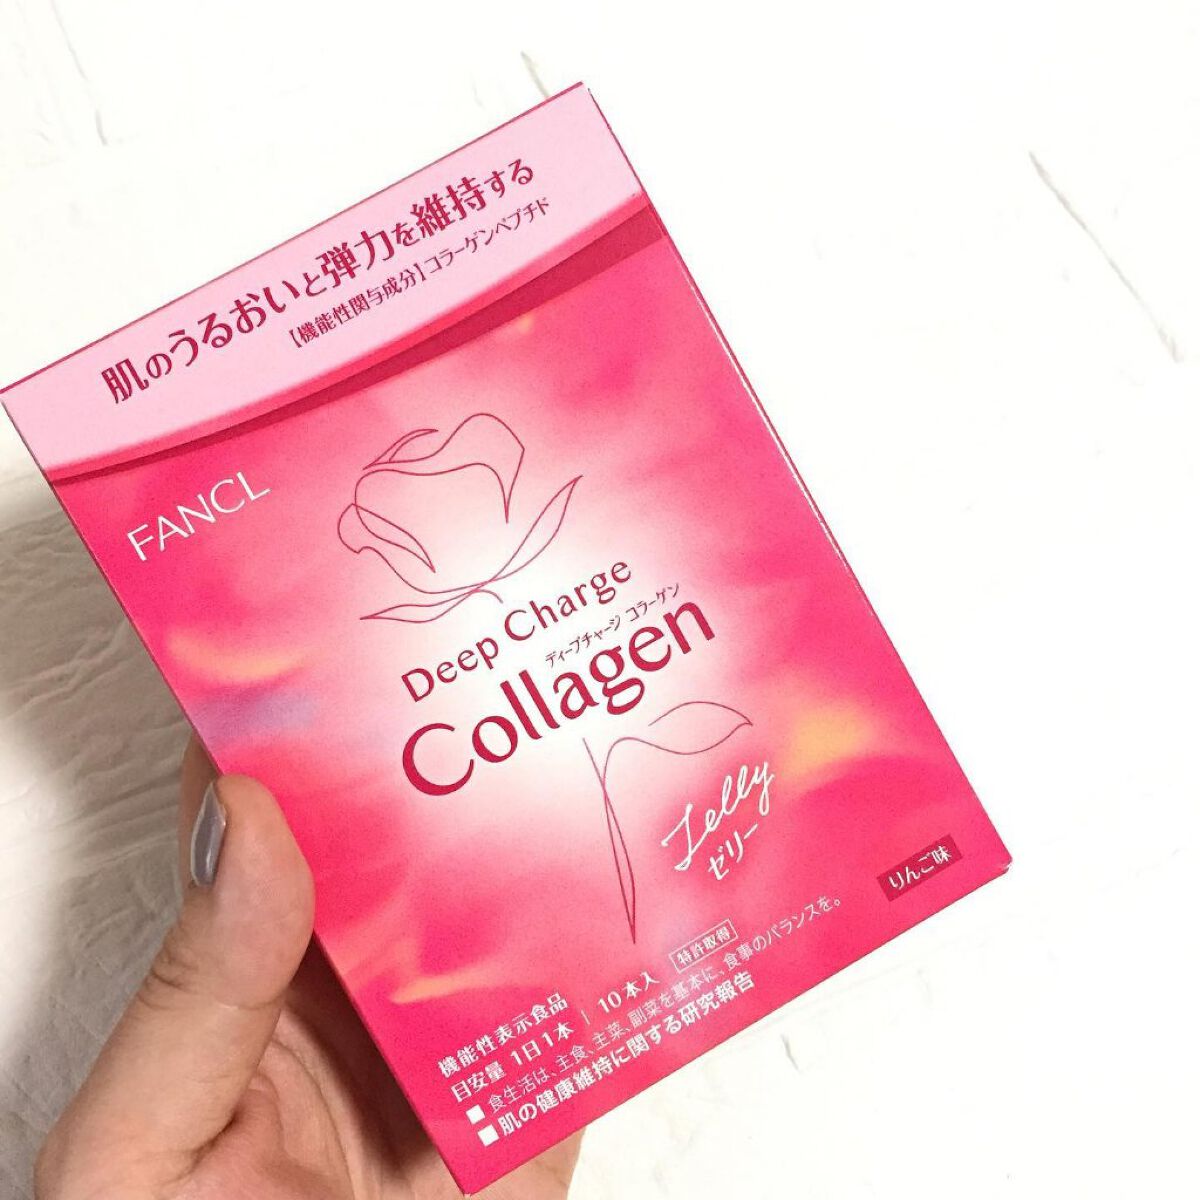 肌のうるおいと弾力を維持する
【機能性関与成分】コラーゲンペプチド
FANCL
Deep Charge
ディープチャージ コラーゲン
Collagen
Jelly
ゼリー
りんご味
機能性表示食品
目安量 1日1本 | 10本入 特許取得
■ 食生活は、主食、主菜、副菜を基本に、食事のバランスを。
■ 肌の健康維持に関する研究報告